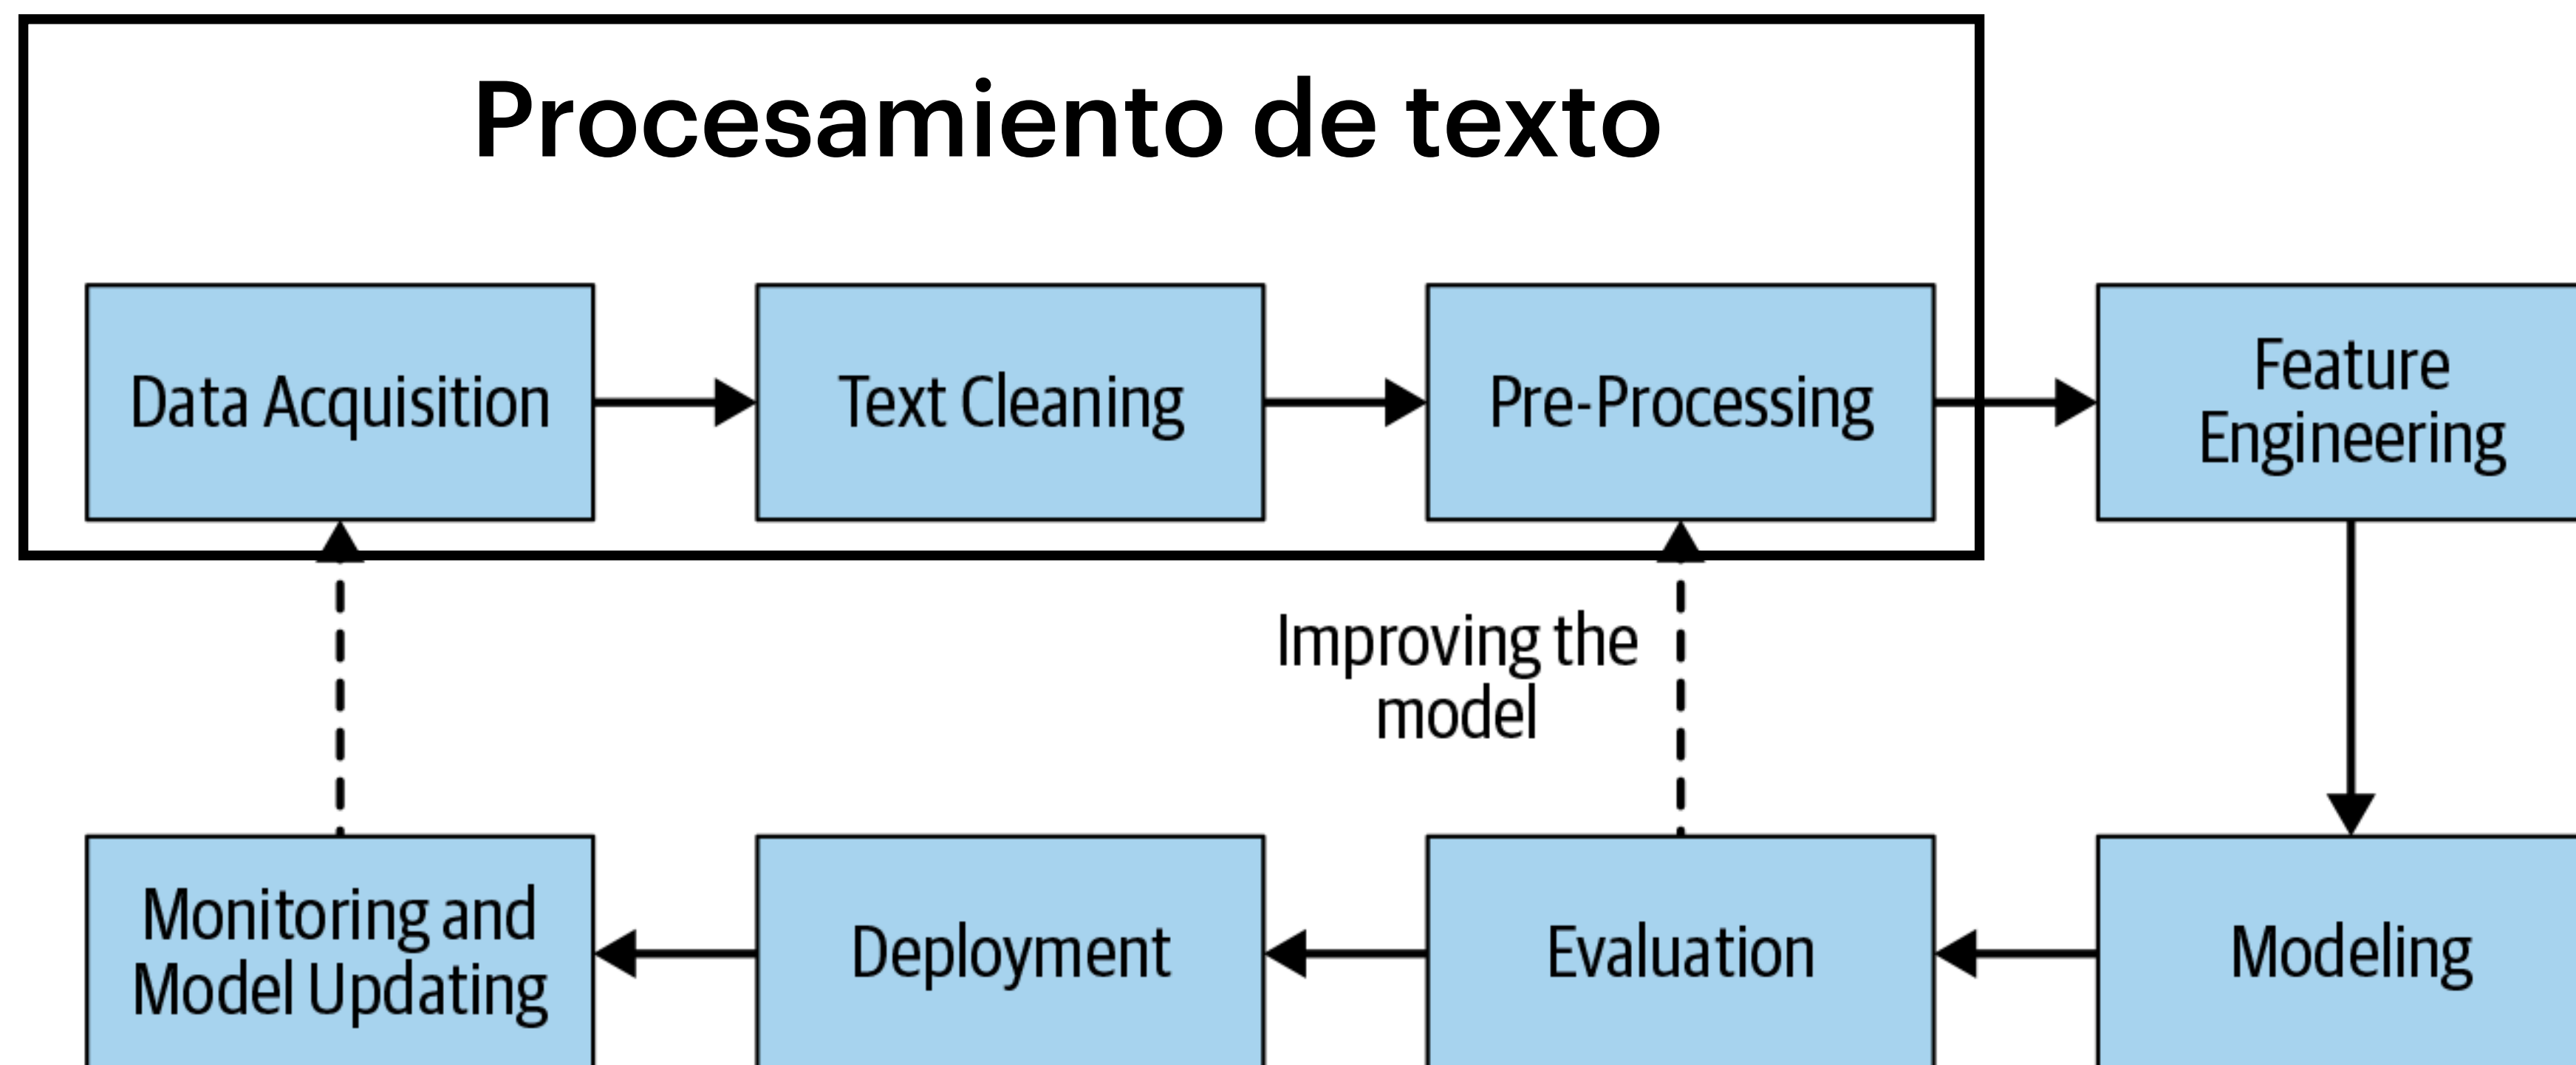 Procesamiento de texto
Data Acquisition
Text Cleaning
Pre-Processing
Feature
Engineering
Improving the
model
Monitoring and
Model Updating
Deployment
Evaluation
Modeling